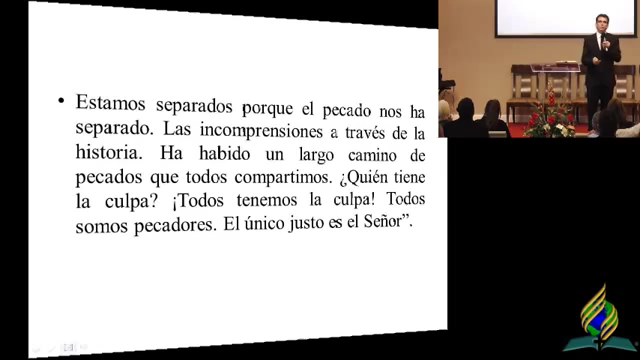 • Estamos separados porque el pecado nos ha
separado. Las incomprensiones a través de la
historia. Ha habido un largo camino de
pecados que todos compartimos. ¿Quién tiene
la culpa? ¡Todos tenemos la culpa! Todos
somos pecadores. El único justo es el Señor”.